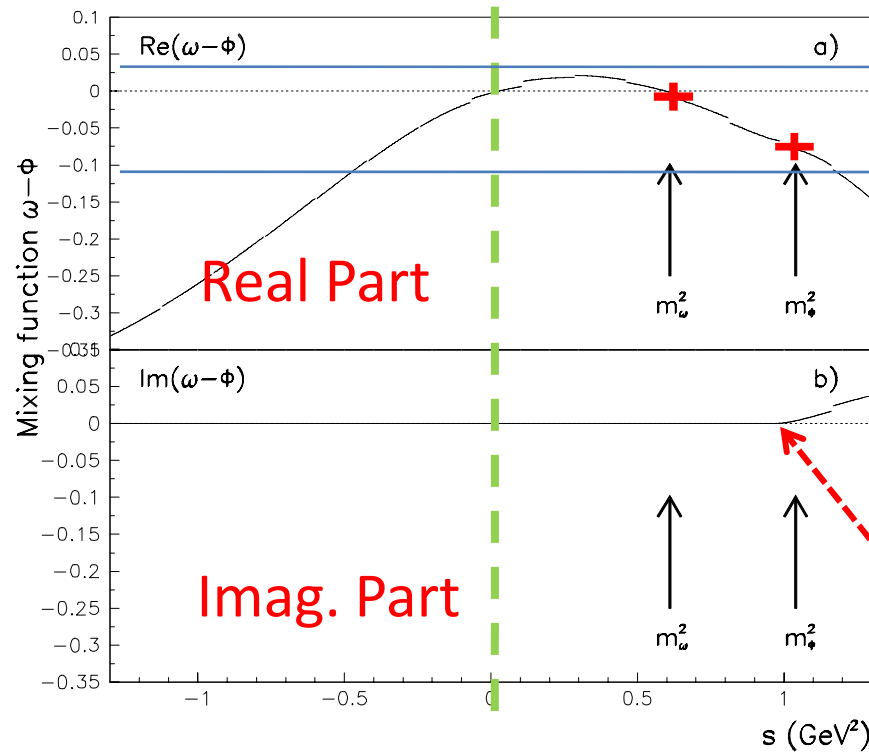 Mixing function ω−Φ
0.1
0.05
0
−0.05
−0.1
−0.15
−0.2
−0.25
−0.3
−0.35
Re(ω−Φ)
a)
Real Part
m²ω
m²Φ
0.05
0
−0.05
−0.1
−0.15
−0.2
−0.25
−0.3
−0.35
Im(ω−Φ)
b)
Imag. Part
m²ω
m²Φ
−1
−0.5
0
0.5
1
s (GeV²)